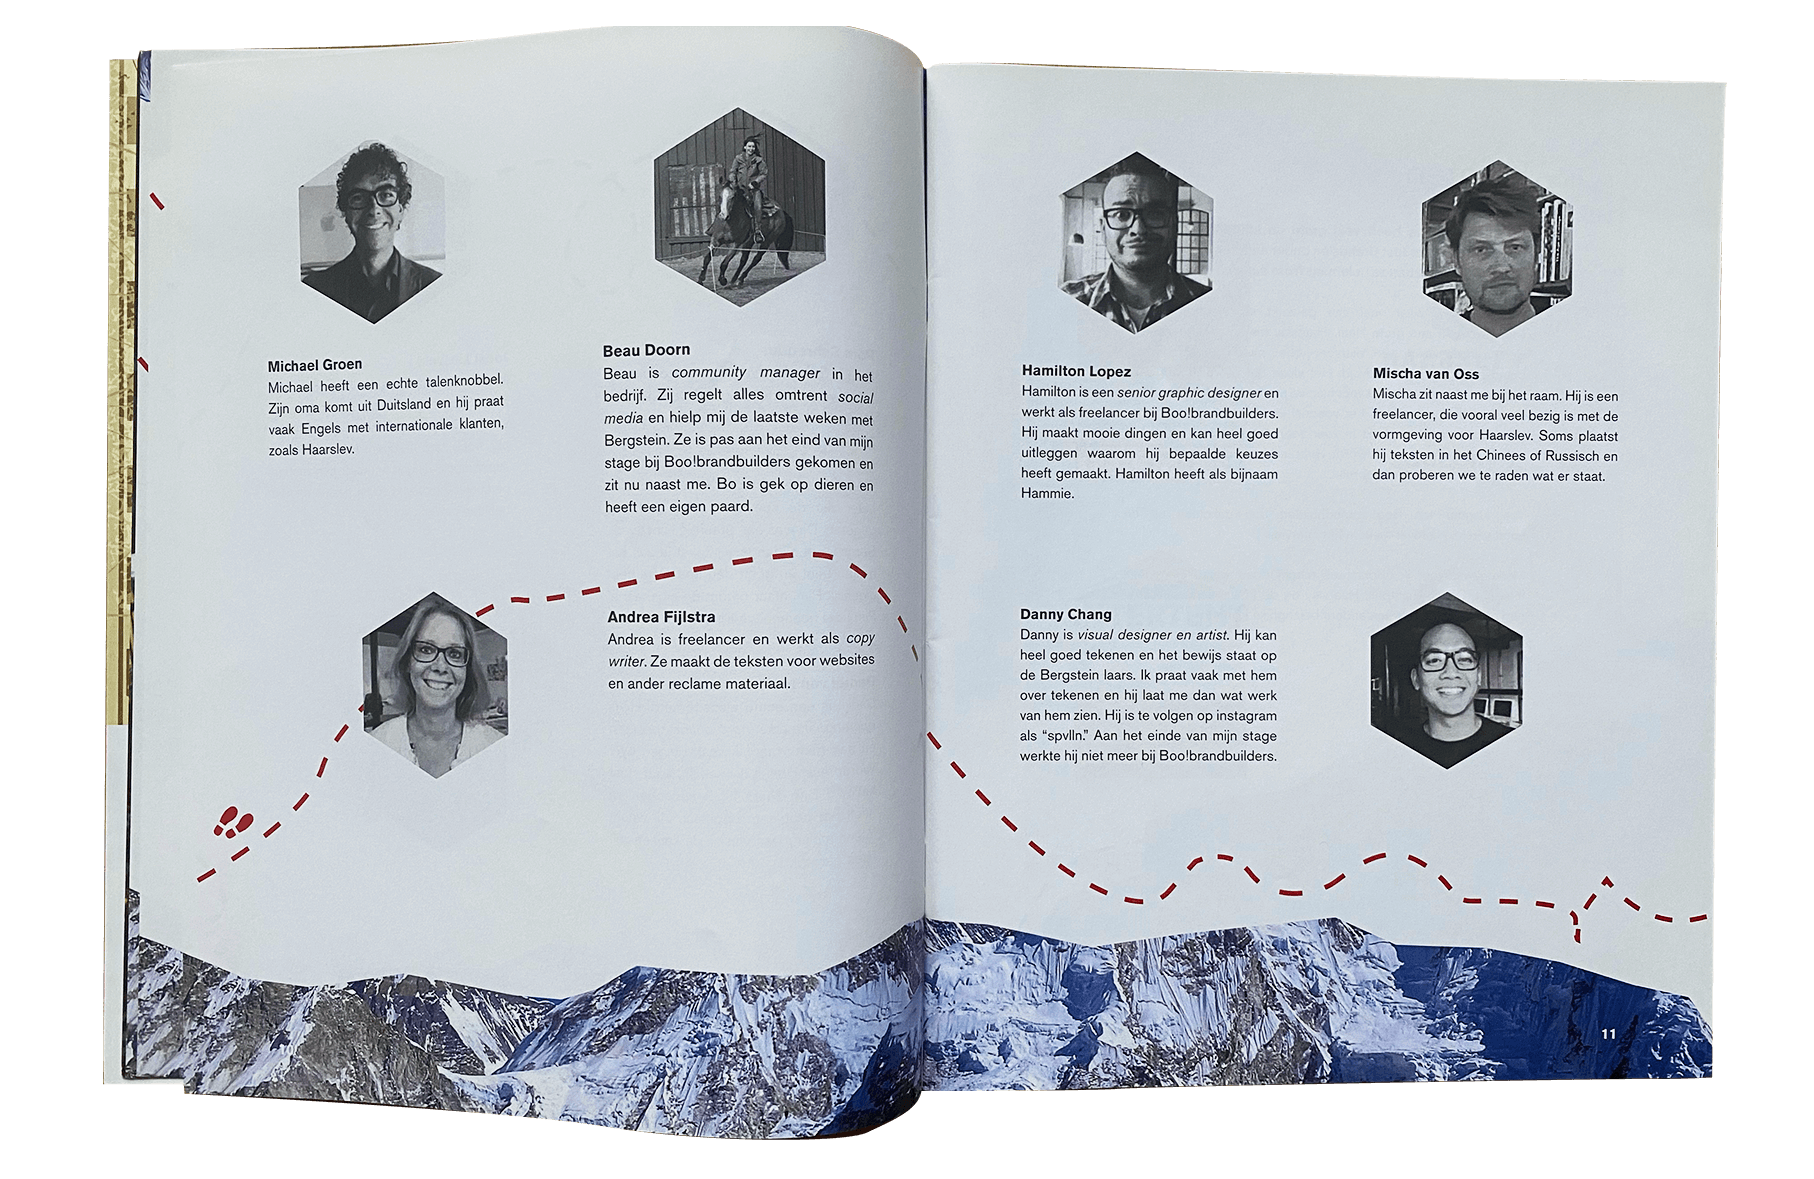 Michael Groen
Michael heeft een echte talenknobbel.
Zijn oma komt uit Duitsland en hij praat
vaak Engels met internationale klanten,
zoals Haarslev.
Beau Doorn
Beau is community manager in het
bedrijf. Zij regelt alles omtrent social
media en hielp mij de laatste weken met
Bergstein. Ze is pas aan het eind van mijn
stage bij Boo!brandbuilders gekomen en
zit nu naast me. Bo is gek op dieren en
heeft een eigen paard.
Andrea Fijlstra
Andrea is freelancer en werkt als copy
writer. Ze maakt de teksten voor websites
en ander reclame materiaal.
Hamilton Lopez
Hamilton is een senior graphic designer en
werkt als freelancer bij Boo!brandbuilders.
Hij maakt mooie dingen en kan heel goed
uitleggen waarom hij bepaalde keuzes
heeft gemaakt. Hamilton heeft als bijnaam
Hammie.
Mischa van Oss
Mischa zit naast me bij het raam. Hij is een
freelancer, die vooral veel bezig is met de
vormgeving voor Haarslev. Soms plaatst
hij teksten in het Chinees of Russisch en
dan proberen we te raden wat er staat.
Danny Chang
Danny is visual designer en artist. Hij kan
heel goed tekenen en het bewijs staat op
de Bergstein laars. Ik praat vaak met hem
over tekenen en hij laat me dan wat werk
van hem zien. Hij is te volgen op instagram
als “spvlln.” Aan het einde van mijn stage
werkte hij niet meer bij Boo!brandbuilders.
11